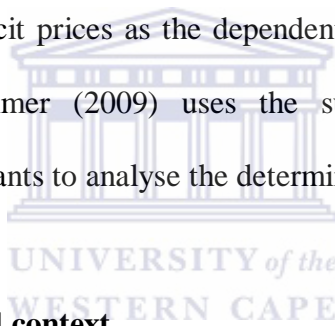 cit prices as the dependent
mer (2009) uses the s
ants to analyse the determi
UNIVERSITY of the
WESTERN CAPE
l context